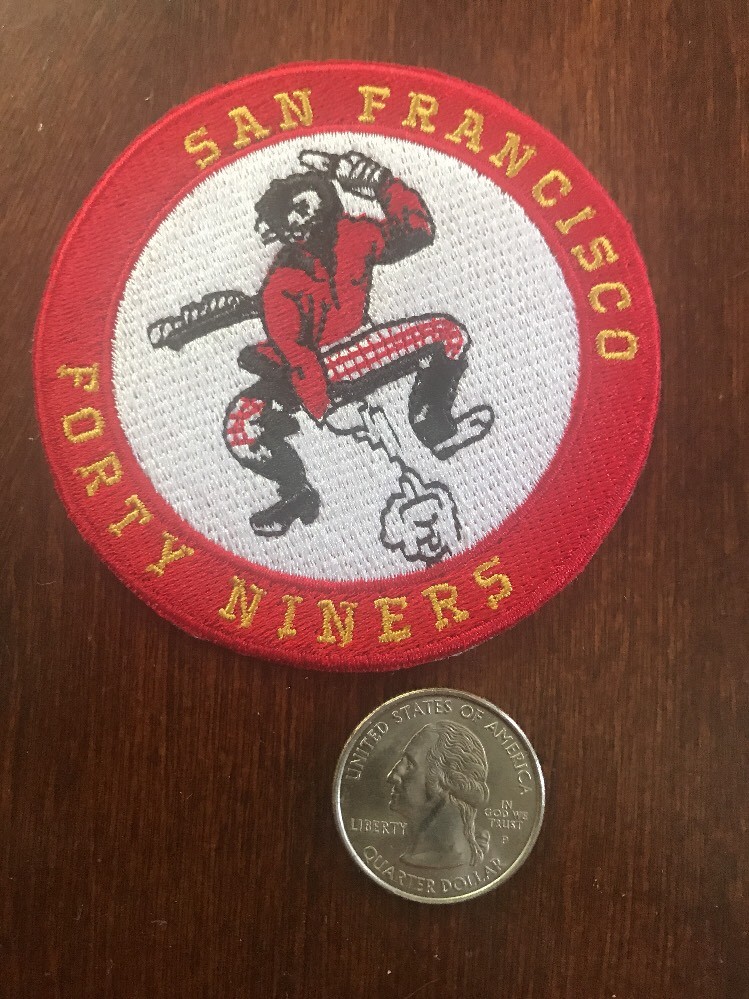 SAN FRANCISCO
FORTY NINERS
UNITED STATES OF AMERICA
LIBERTY
IN
GOD WE
TRUST
P
QUARTER DOLLAR